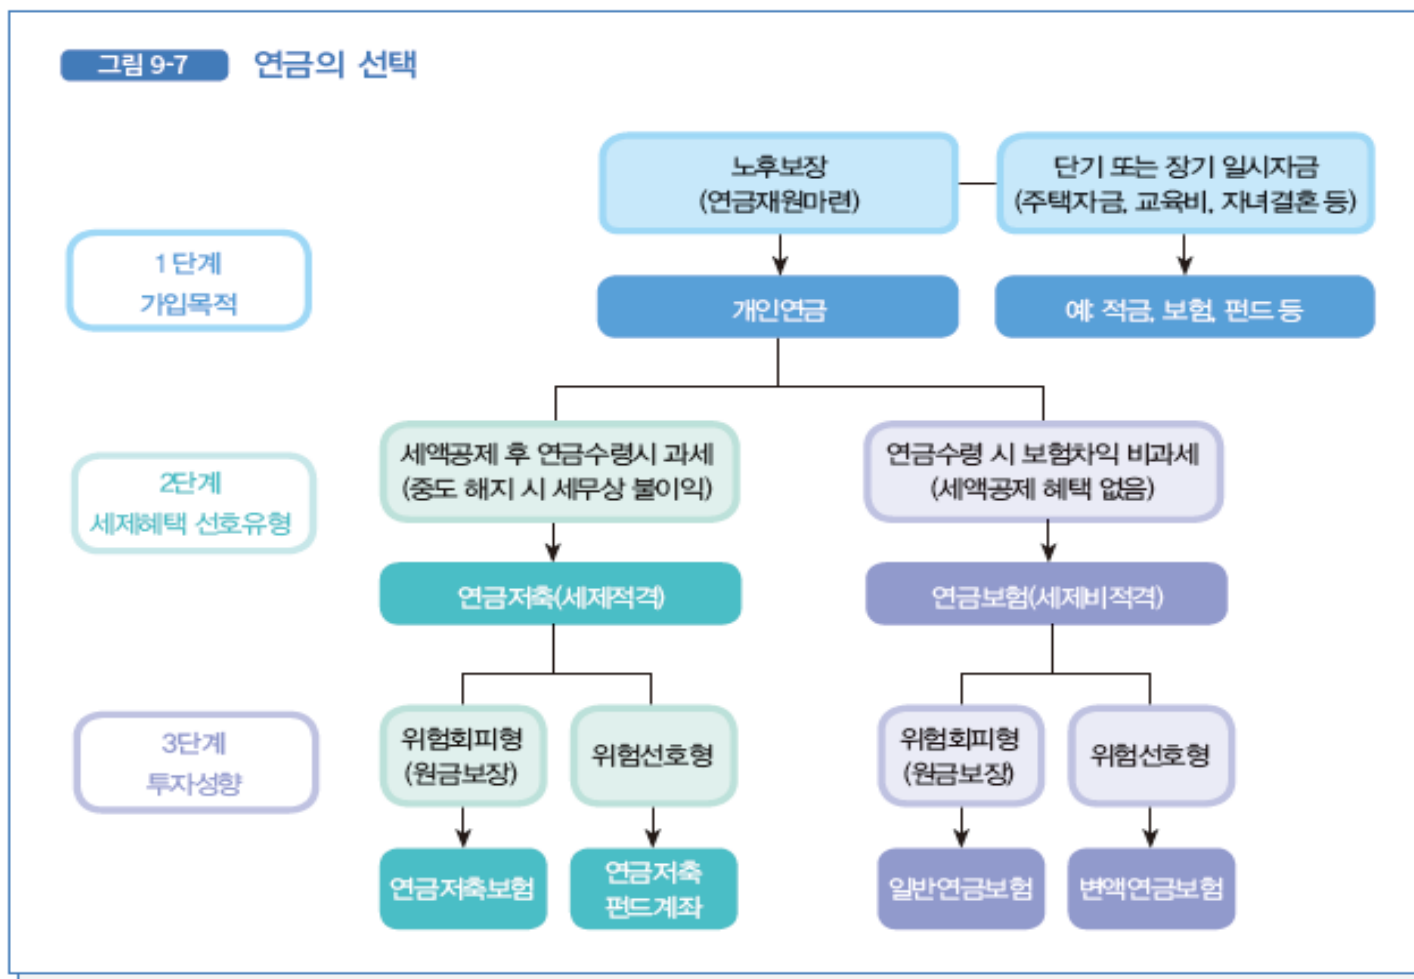 그림 9-7 연금의 선택
노후보장
(연금재원마련)
단기 또는 장기 일시자금
(주택자금, 교육비, 자녀결혼 등)
1 단계
가입목적
개인연금
예: 적금, 보험, 펀드 등
세액공제 후 연금수령시 과세
(중도 해지 시 세무상 불이익)
연금수령 시 보험차익 비과세
(세액공제 혜택 없음)
2단계
세제혜택 선호유형
연금저축(세제적격)
연금보험(세제비적격)
3단계
투자성향
위험회피형
(원금보장)
위험선호형
위험회피형
(원금보장)
위험선호형
연금저축보험
연금저축
펀드계좌
일반연금보험
변액연금보험